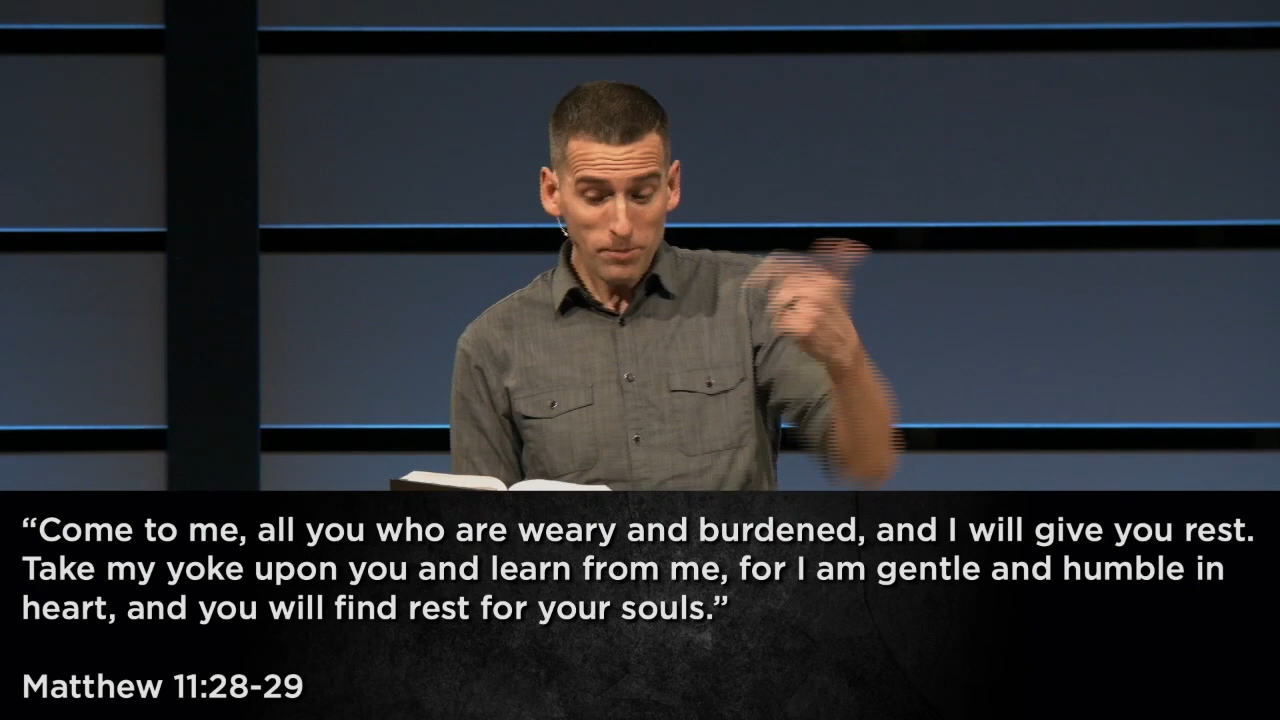 “Come to me, all you who are weary and burdened, and I will give you rest.
Take my yoke upon you and learn from me, for I am gentle and humble in
heart, and you will find rest for your souls.”
Matthew 11:28-29